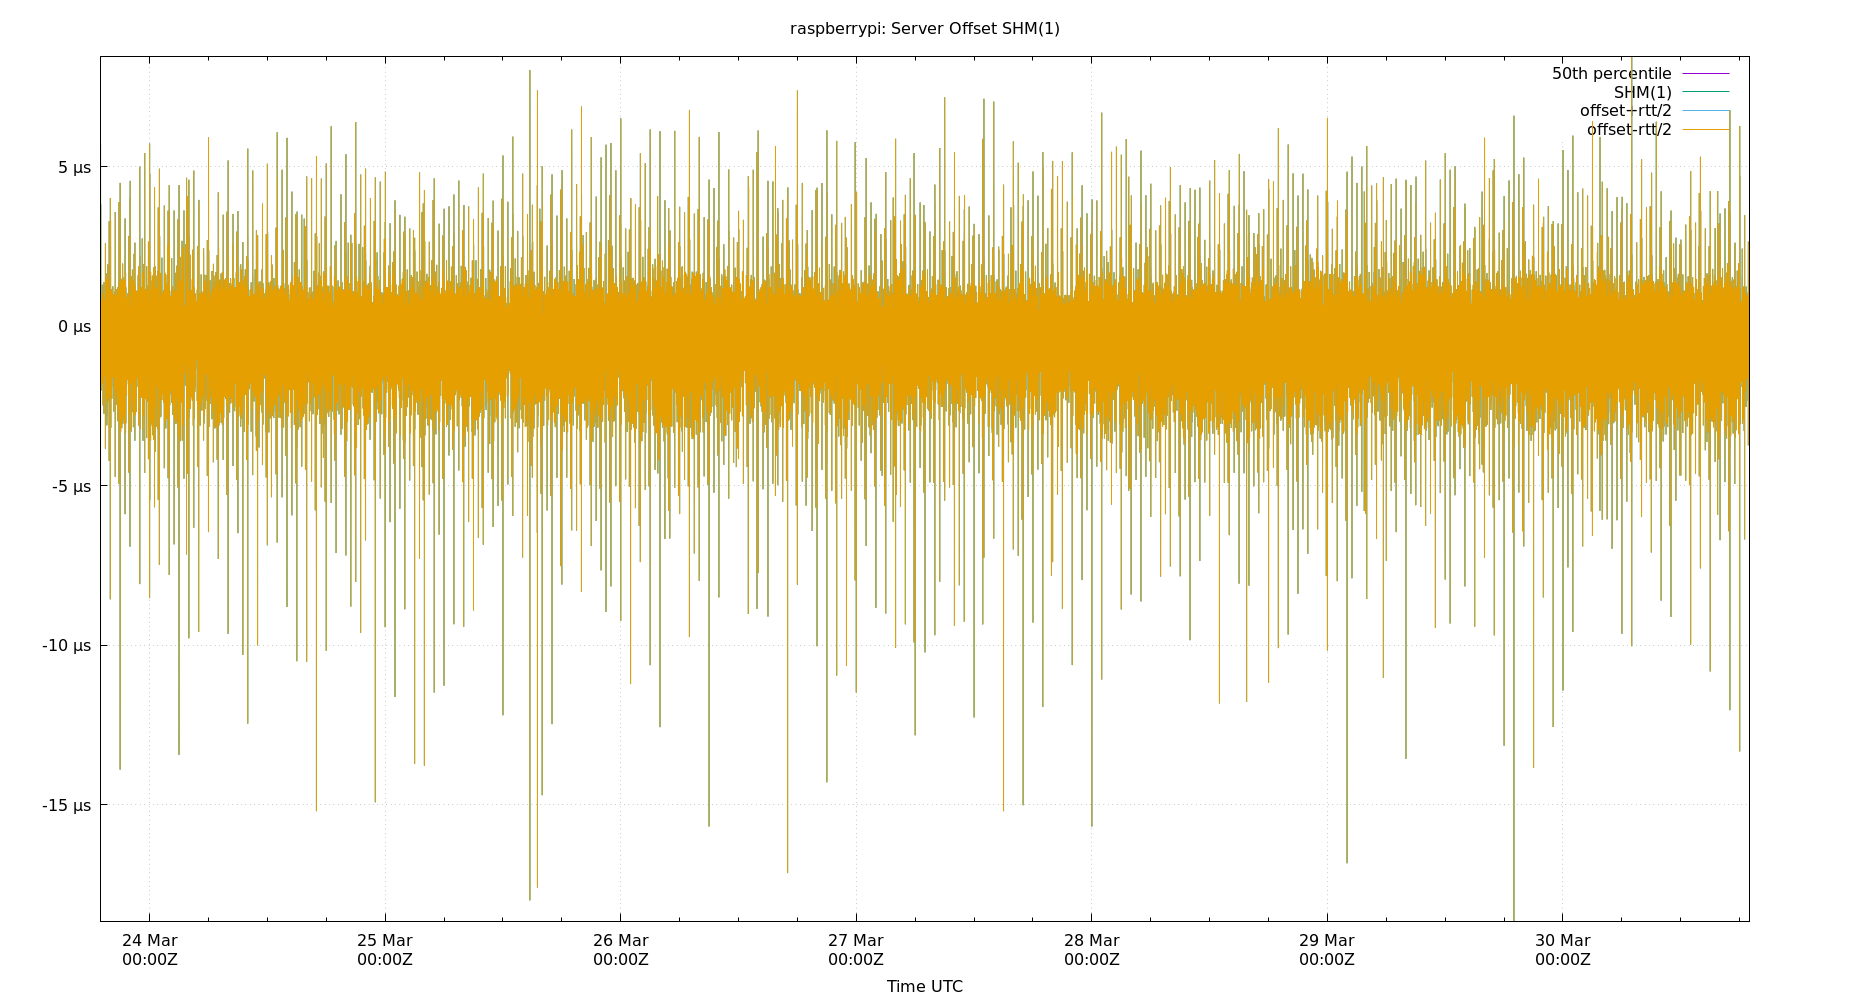 raspberrypi: Server Offset SHM(1)
50th percentile
SHM(1)
offset+rtt/2
offset-rtt/2
5 µs
0 µs
-5 µs
-10 µs
-15 µs
24 Mar 25 Mar 26 Mar 27 Mar 28 Mar 29 Mar 30 Mar
00:00Z 00:00Z 00:00Z 00:00Z 00:00Z 00:00Z 00:00Z
Time UTC